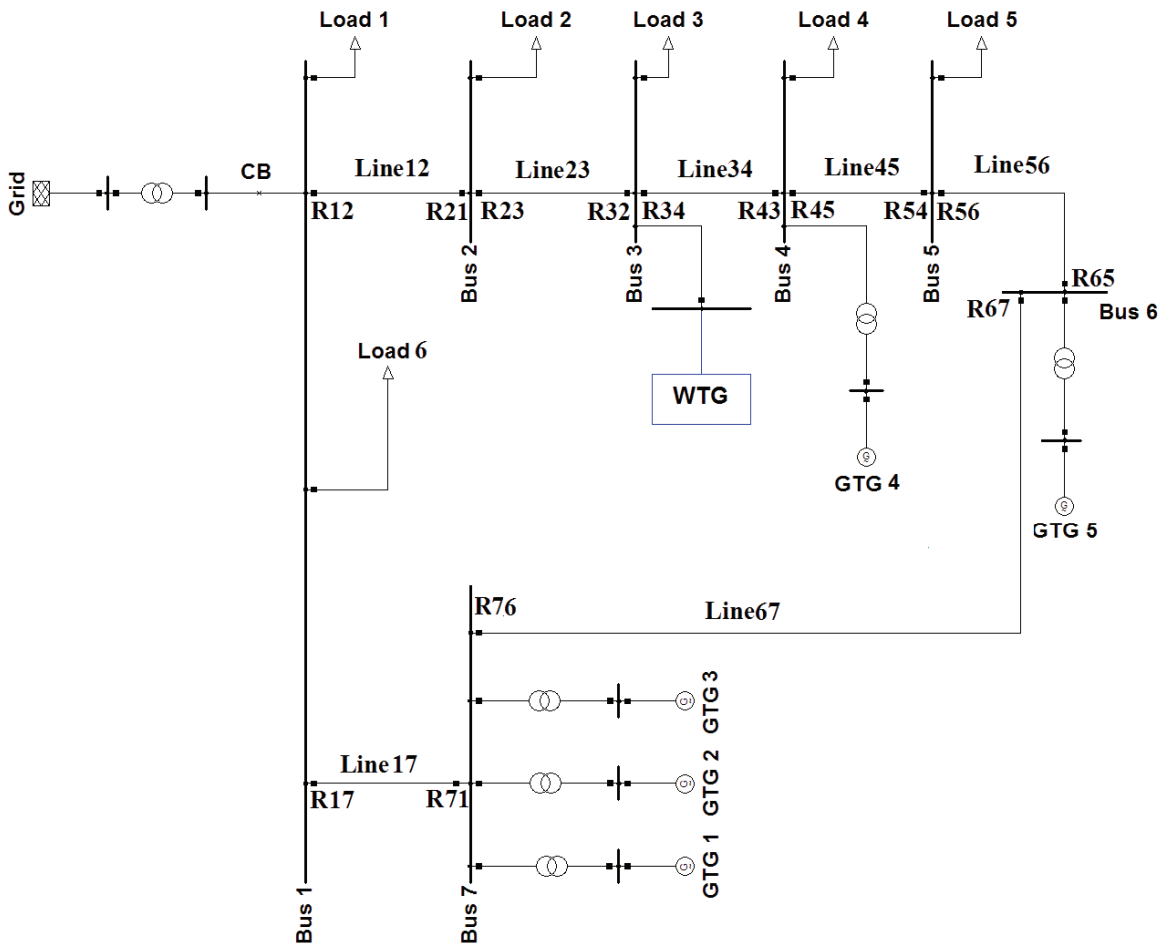 Load 1
Load 2
Load 3
Load 4
Load 5
Grid
CB
Line12
Line23
Line34
Line45
Line56
R12
R21
R23
R32
R34
R43
R45
R54
R56
Bus 2
Bus 3
Bus 4
Bus 5
R65
R67
Bus 6
Load 6
WTG
GTG 4
GTG 5
R76
Line67
GTG 3
Line17
GTG 2
R17
R71
GTG 1
Bus 1
Bus 7
G
G
G~
G~
G~